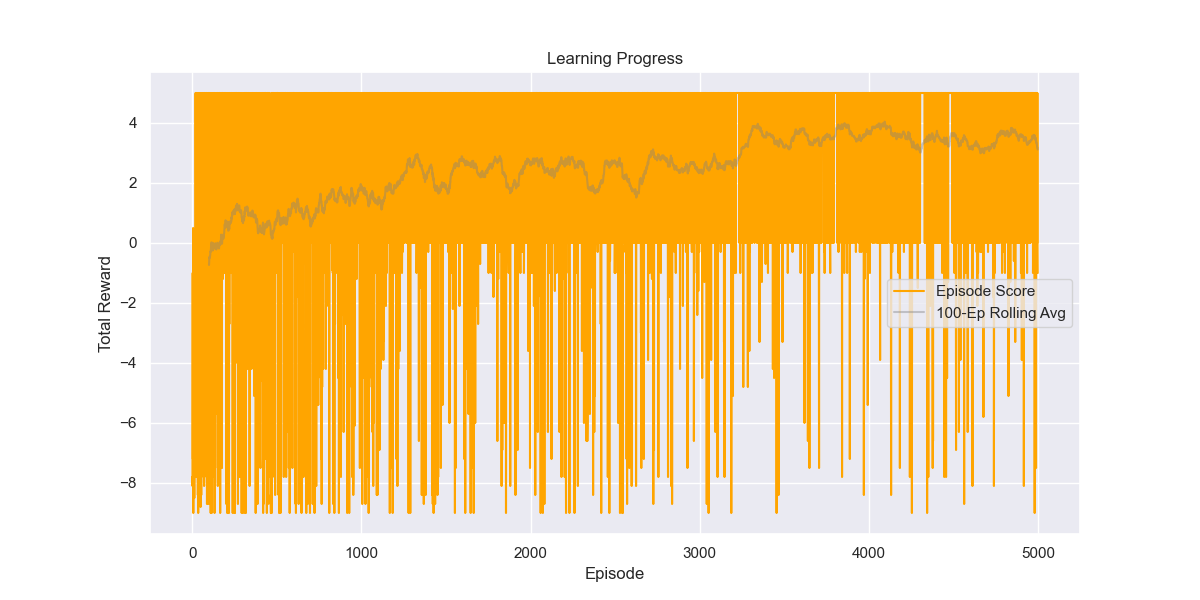 Learning Progress
Total Reward
4
2
0
−2
−4
−6
−8
Episode Score
100-Ep Rolling Avg
0
1000
2000
3000
4000
5000
Episode